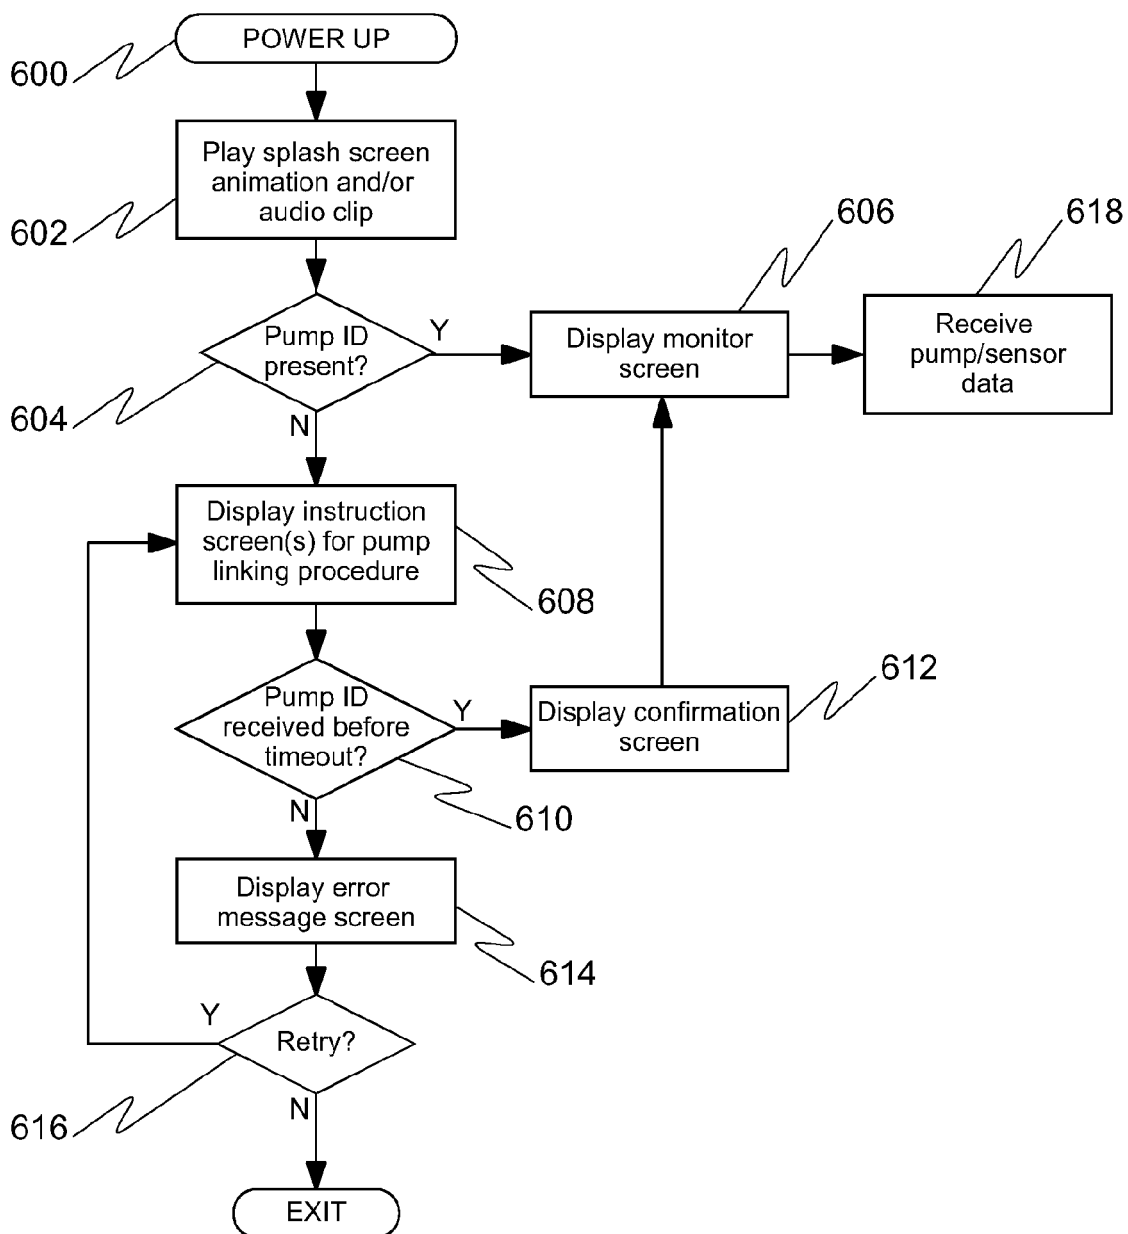 POWER UP
600
Play splash screen
animation and/or
audio clip
602
606
618
Pump ID
present?
Y
Display monitor
screen
Receive
pump/sensor
data
604
N
Display instruction
screen(s) for pump
linking procedure
608
Pump ID
received before
timeout?
Y
Display confirmation
screen
612
610
N
Display error
message screen
614
Y
Retry?
616
N
EXIT